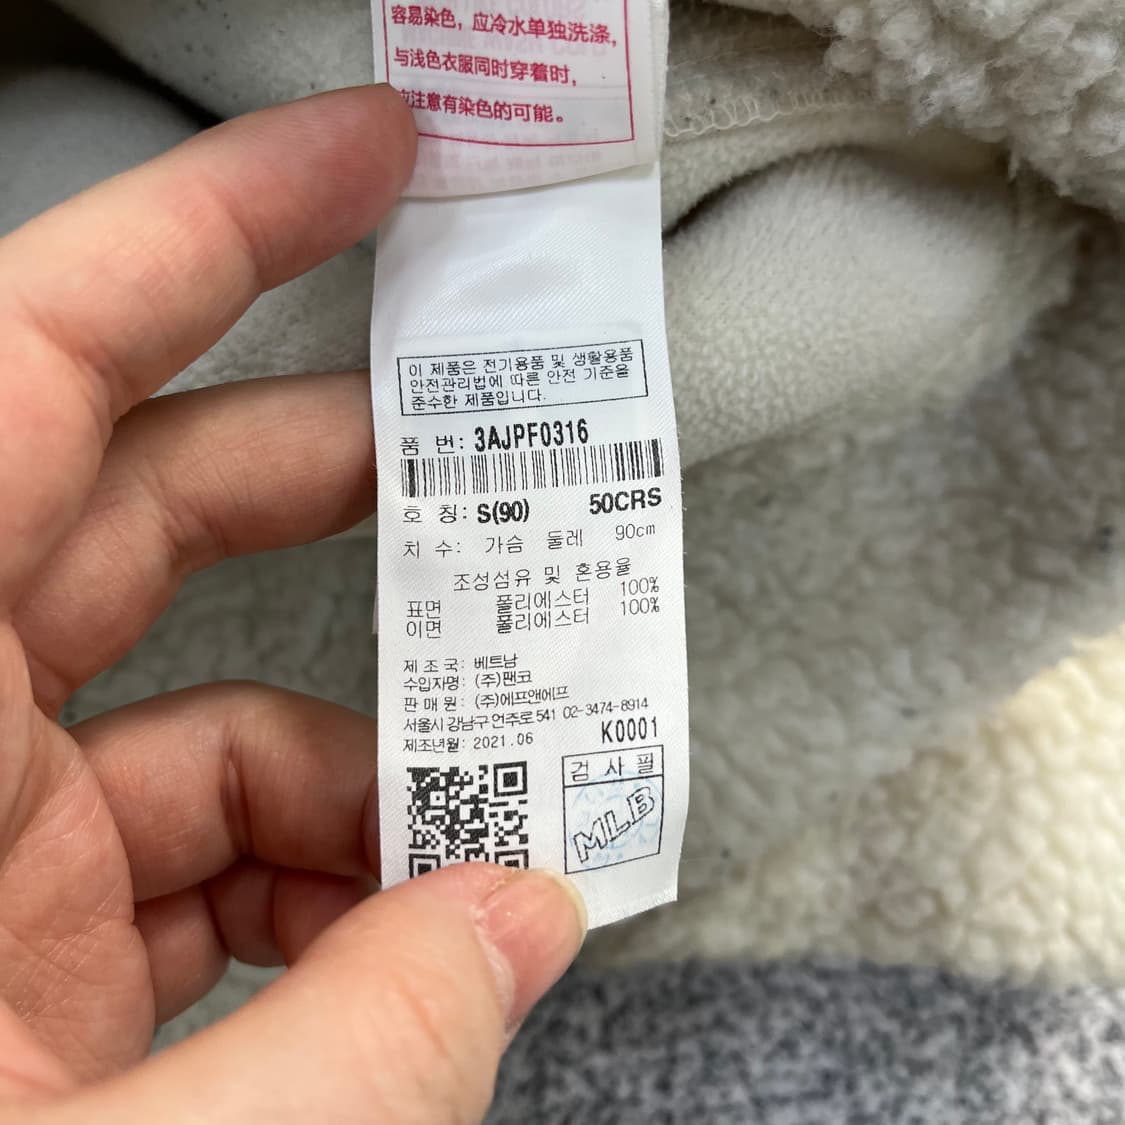 容易染色，应冷水单独洗涤，
与浅色衣服同时穿着时，
应注意有染色的可能。
이 제품은 전기용품 및 생활용품
안전관리법에 따른 안전 기준을
준수한 제품입니다.
품 번: 3AJPF0316
호 칭: S(90) 50CRS
치 수: 가슴 둘레 90cm
조성섬유 및 혼용율
표면 폴리에스터 100%
이면 폴리에스터 100%
제 조 국: 베트남
수입자명: (주)팬코
판 매 원: (주)에프앤에프
서울시 강남구 언주로 541 02-3474-8914
제조년월: 2021.06 K0001
검 사 필
MLB